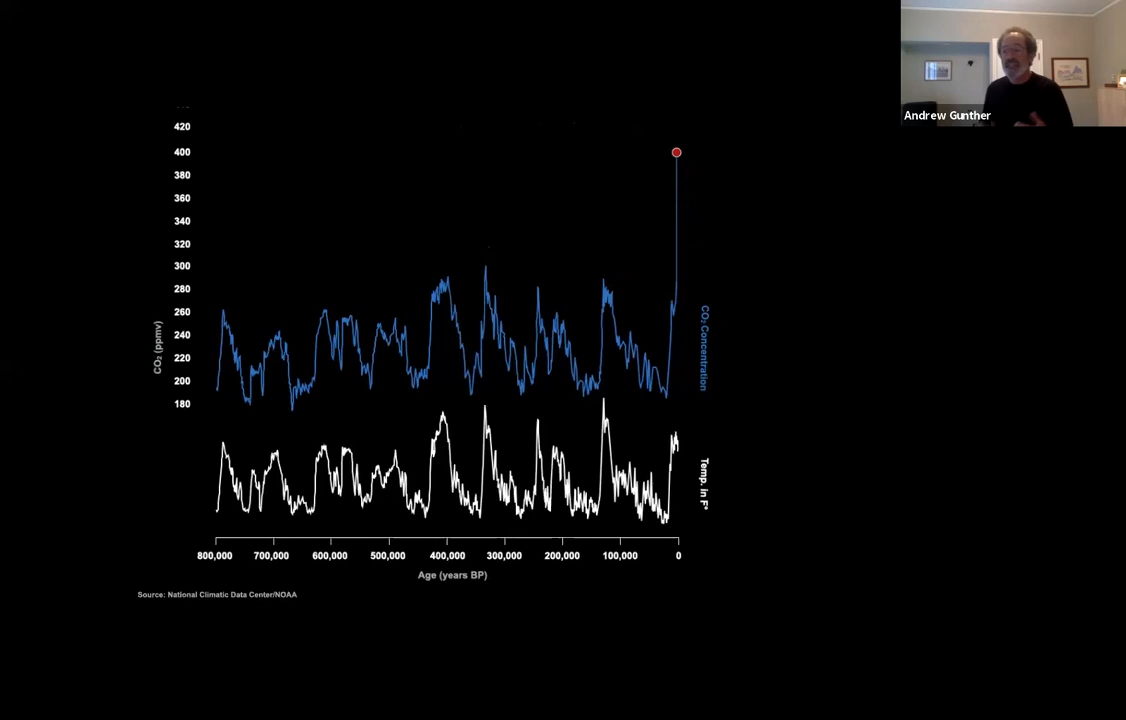 Andrew Gunther
420
400
380
360
340
320
300
280
260
240
220
200
180
CO₂ (ppmv)
CO₂ Concentration
Temp. in F°
800,000 700,000 600,000 500,000 400,000 300,000 200,000 100,000 0
Age (years BP)
Source: National Climatic Data Center/NOAA